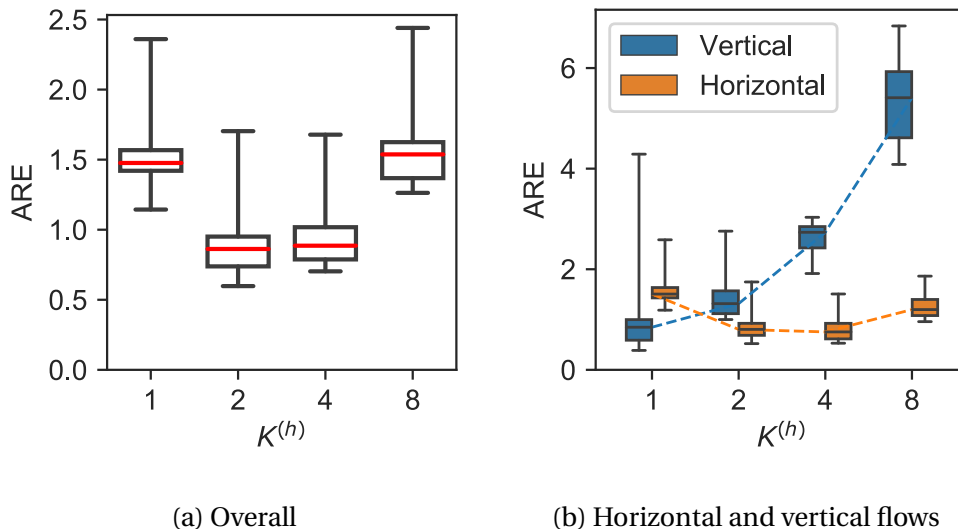 2.5
2.0
1.5
1.0
0.5
0.0
ARE
1 2 4 8
K(h)
(a) Overall
Vertical
Horizontal
6
4
2
0
ARE
1 2 4 8
K(h)
(b) Horizontal and vertical flows